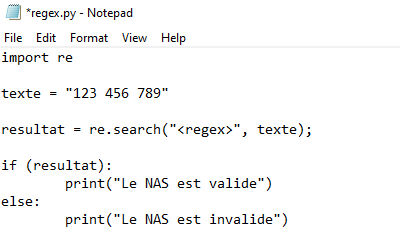 *regex.py - Notepad
File Edit Format View Help
import re
texte = "123 456 789"
resultat = re.search("<regex>", texte);
if (resultat):
print("Le NAS est valide")
else:
print("Le NAS est invalide")